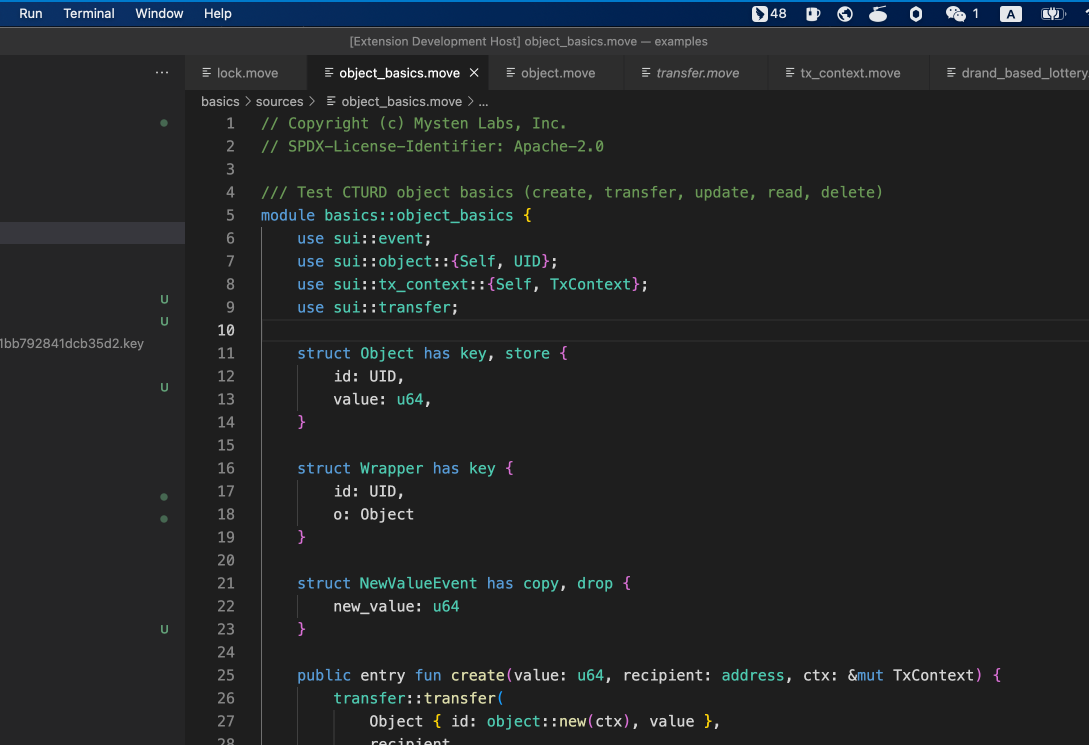 Run Terminal Window Help 48 1 A
[Extension Development Host] object_basics.move — examples
... lock.move object_basics.move object.move transfer.move tx_context.move drand_based_lottery.
basics > sources > object_basics.move > ...
1 // Copyright (c) Mysten Labs, Inc.
2 // SPDX-License-Identifier: Apache-2.0
3
4 /// Test CTURD object basics (create, transfer, update, read, delete)
5 module basics::object_basics {
6 use sui::event;
7 use sui::object::{Self, UID};
8 use sui::tx_context::{Self, TxContext};
U
9 use sui::transfer;
U
10
1bb792841dcb35d2.key
11 struct Object has key, store {
12 id: UID,
U
13 value: u64,
14 }
15
16 struct Wrapper has key {
17 id: UID,
18 o: Object
19 }
20
21 struct NewValueEvent has copy, drop {
22 new_value: u64
U
23 }
24
25 public entry fun create(value: u64, recipient: address, ctx: &mut TxContext) {
26 transfer::transfer(
27 Object { id: object::new(ctx), value },
28 recipient